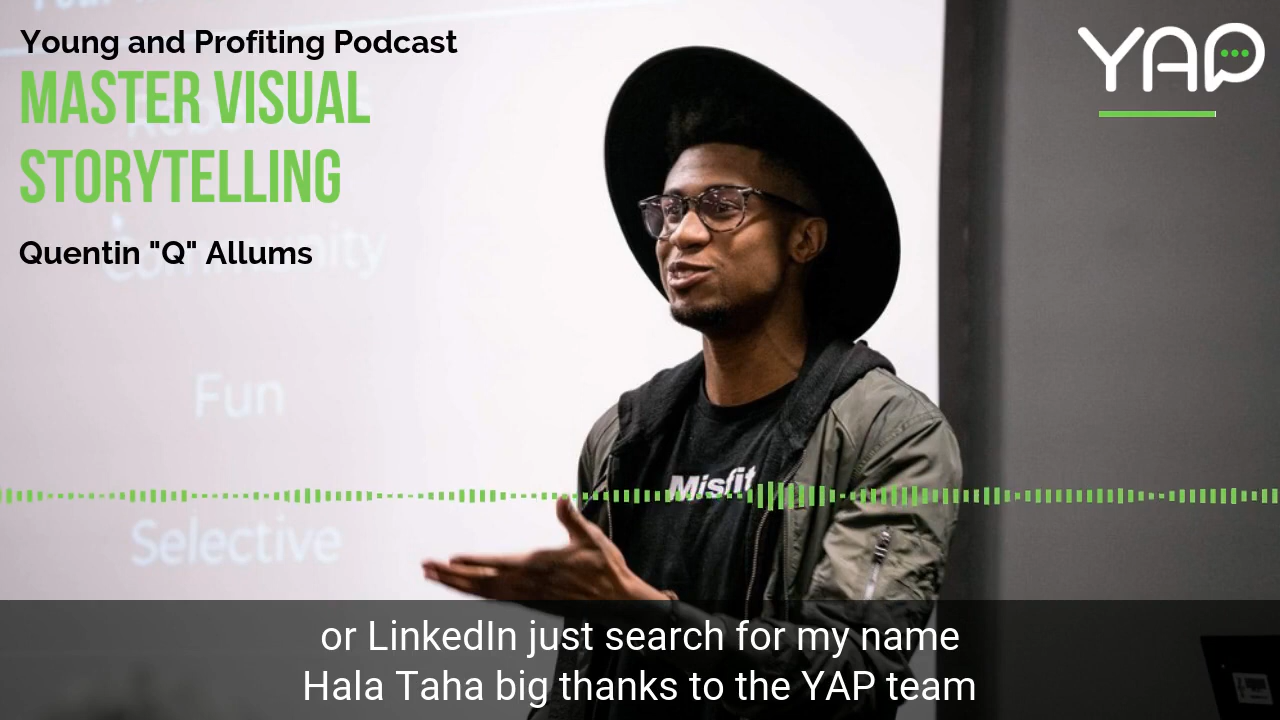 Young and Profiting Podcast
MASTER VISUAL
STORYTELLING
Quentin "Q" Allums
YAP
Community
Fun
Misfit
Selective
or LinkedIn just search for my name
Hala Taha big thanks to the YAP team